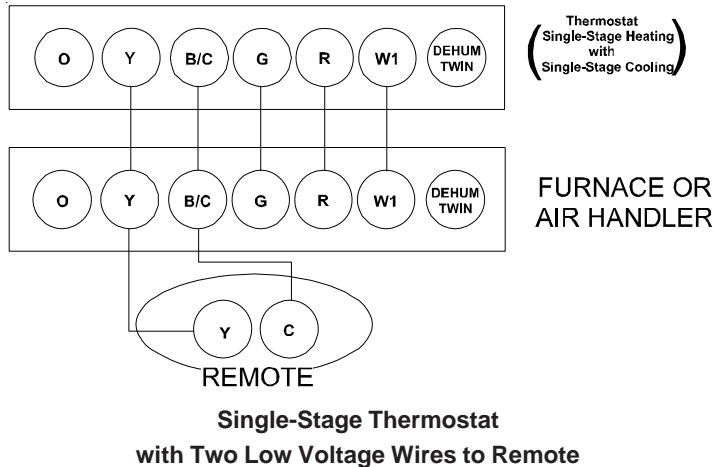 O Y B/C G R W1 DEHUM TWIN
Thermostat
Single-Stage Heating
with
Single-Stage Cooling
O Y B/C G R W1 DEHUM TWIN
FURNACE OR
AIR HANDLER
Y C
REMOTE
Single-Stage Thermostat
with Two Low Voltage Wires to Remote